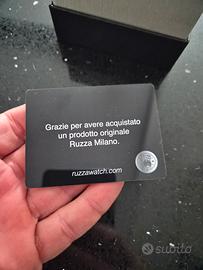 Grazie per avere acquistato
un prodotto originale
Ruzza Milano.
ruzzawatch.com
subito